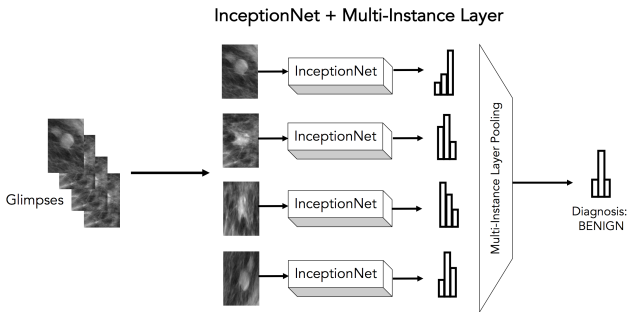 InceptionNet + Multi-Instance Layer
Glimpses
InceptionNet
InceptionNet
InceptionNet
InceptionNet
Multi-Instance Layer Pooling
Diagnosis:
BENIGN